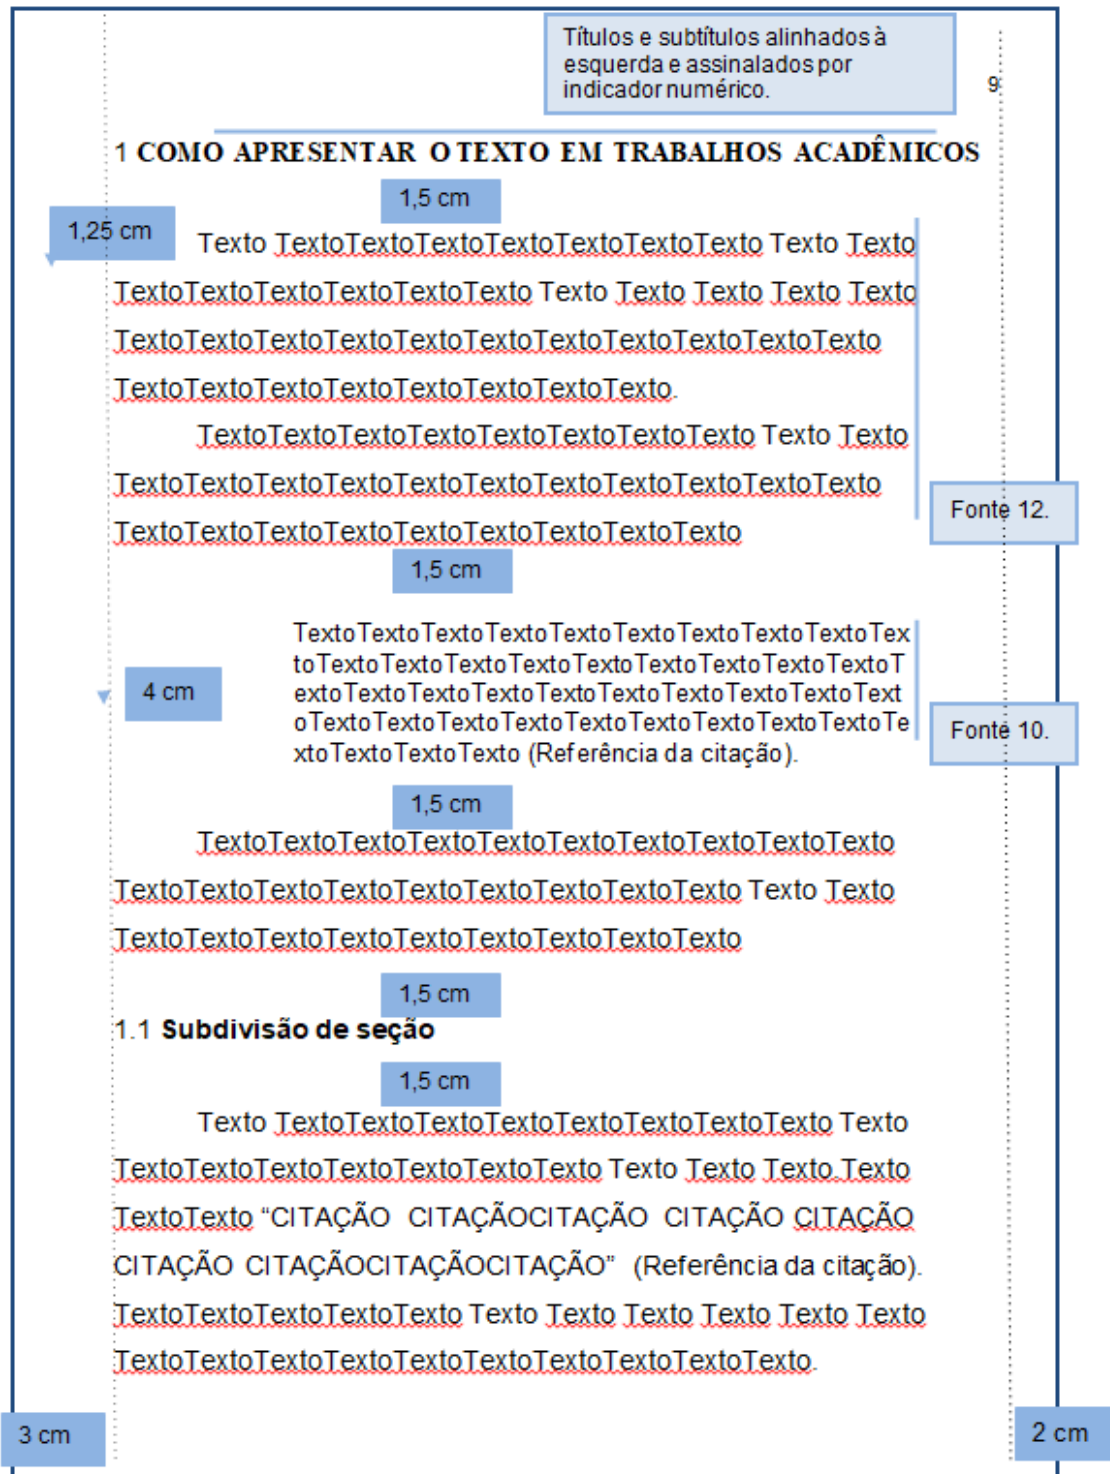 Títulos e subtítulos alinhados à
esquerda e assinalados por
indicador numérico.
9
1 COMO APRESENTAR O TEXTO EM TRABALHOS ACADÊMICOS
1,5 cm
1,25 cm
Texto TextoTextoTextoTextoTextoTextoTexto Texto Texto
TextoTextoTextoTextoTextoTexto Texto Texto Texto Texto Texto
TextoTextoTextoTextoTextoTextoTextoTextoTextoTextoTexto
TextoTextoTextoTextoTextoTextoTextoTexto.
TextoTextoTextoTextoTextoTextoTextoTexto Texto Texto
TextoTextoTextoTextoTextoTextoTextoTextoTextoTextoTexto
Fonte 12.
TextoTextoTextoTextoTextoTextoTextoTextoTexto
1,5 cm
TextoTextoTextoTextoTextoTextoTextoTextoTextoTex
toTextoTextoTextoTextoTextoTextoTextoTextoTextoT
4 cm
extoTextoTextoTextoTextoTextoTextoTextoTextoText
oTextoTextoTextoTextoTextoTextoTextoTextoTextoTe
Fonte 10.
xtoTextoTextoTexto (Referência da citação).
1,5 cm
TextoTextoTextoTextoTextoTextoTextoTextoTextoTexto
TextoTextoTextoTextoTextoTextoTextoTextoTexto Texto Texto
TextoTextoTextoTextoTextoTextoTextoTextoTexto
1,5 cm
1.1 Subdivisão de seção
1,5 cm
Texto TextoTextoTextoTextoTextoTextoTextoTexto Texto
TextoTextoTextoTextoTextoTextoTexto Texto Texto Texto Texto
TextoTexto “CITAÇÃO CITAÇÃOCITAÇÃO CITAÇÃO CITAÇÃO
CITAÇÃO CITAÇÃOCITAÇÃOCITAÇÃO” (Referência da citação).
TextoTextoTextoTextoTexto Texto Texto Texto Texto Texto Texto
TextoTextoTextoTextoTextoTextoTextoTextoTextoTexto.
3 cm
2 cm